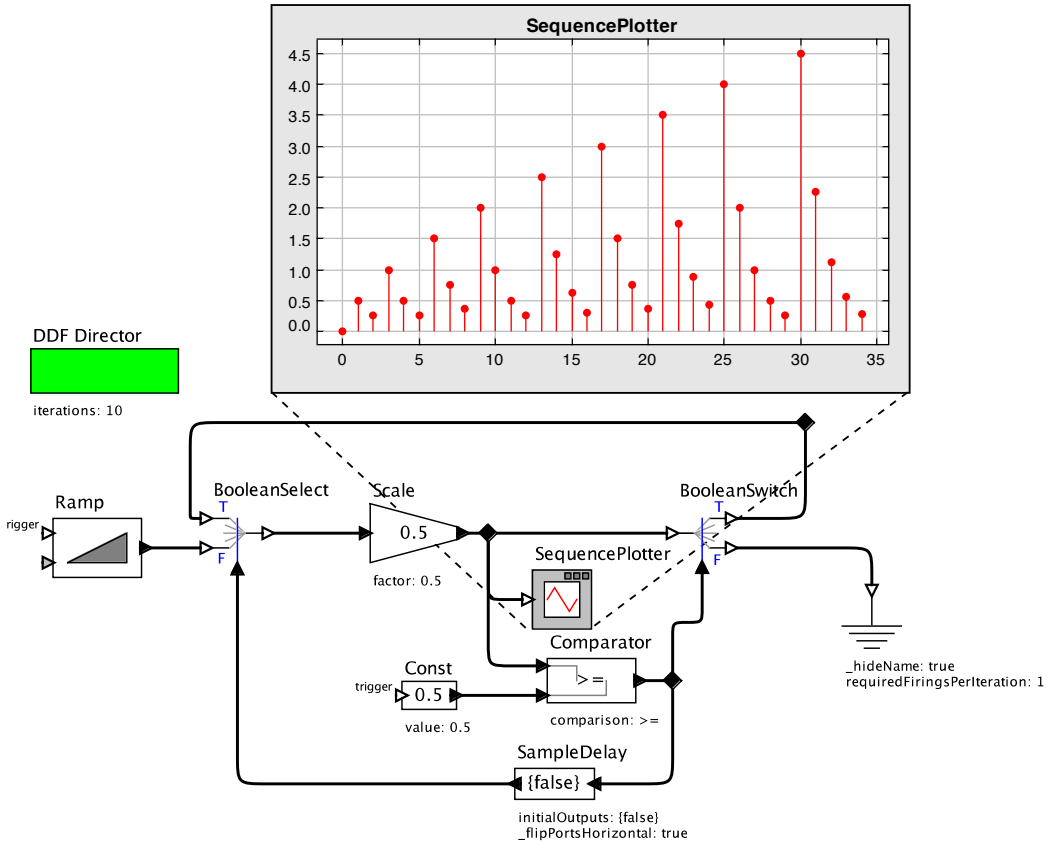 SequencePlotter
4.5
4.0
3.5
3.0
2.5
2.0
1.5
1.0
0.5
0.0
0 5 10 15 20 25 30 35
DDF Director
iterations: 10
Ramp
rigger
BooleanSelect
T
F
Scale
0.5
factor: 0.5
BooleanSwitch
T
F
SequencePlotter
Comparator
>=
comparison: >=
Const
trigger
0.5
value: 0.5
_hideName: true
requiredFiringsPerIteration: 1
SampleDelay
{false}
initialOutputs: {false}
_flipPortsHorizontal: true